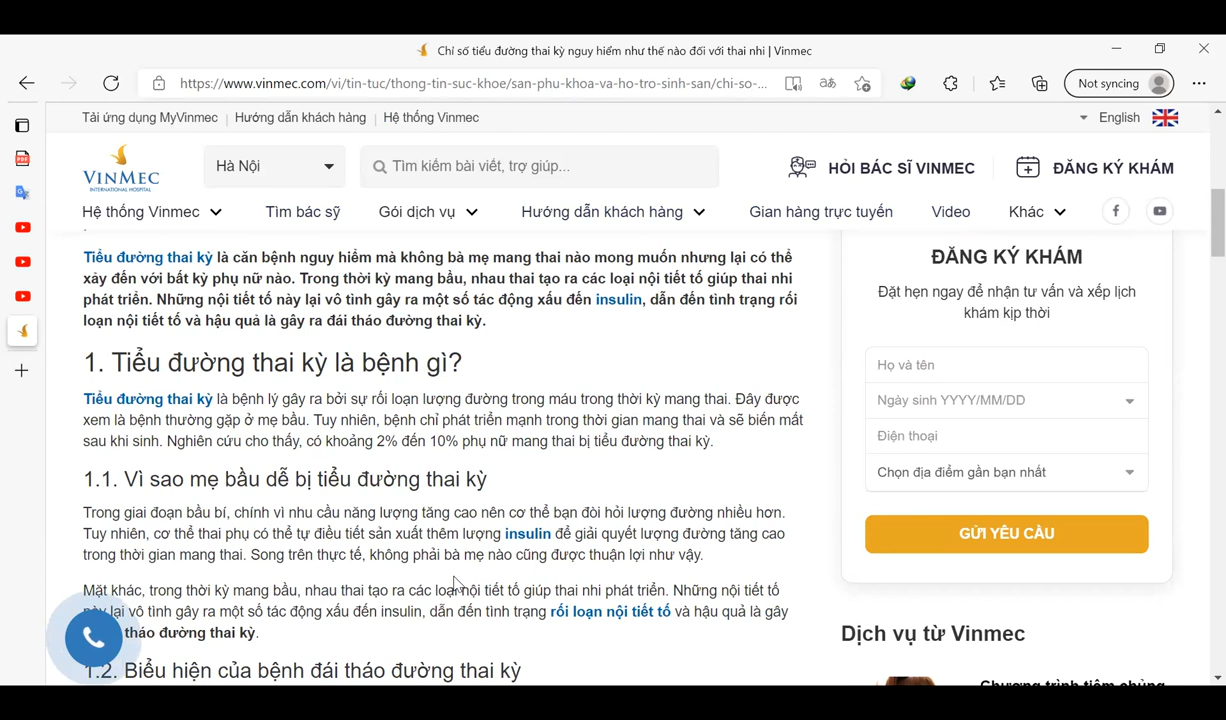 Chỉ số tiểu đường thai kỳ nguy hiểm như thế nào đối với thai nhi | Vinmec
https://www.vinmec.com/vi/tin-tuc/thong-tin-suc-khoe/san-phu-khoa-va-ho-tro-sinh-san/chi-so-...
Not syncing
Tải ứng dụng MyVinmec | Hướng dẫn khách hàng | Hệ thống Vinmec
English
VINMEC
INTERNATIONAL HOSPITAL
Hà Nội
Tìm kiếm bài viết, trợ giúp...
HỎI BÁC SĨ VINMEC
ĐĂNG KÝ KHÁM
Hệ thống Vinmec
Tìm bác sỹ
Gói dịch vụ
Hướng dẫn khách hàng
Gian hàng trực tuyến
Video
Khác
Tiểu đường thai kỳ là căn bệnh nguy hiểm mà không bà mẹ mang thai nào mong muốn nhưng lại có thể
xảy đến với bất kỳ phụ nữ nào. Trong thời kỳ mang bầu, nhau thai tạo ra các loại nội tiết tố giúp thai nhi
phát triển. Những nội tiết tố này lại vô tình gây ra một số tác động xấu đến insulin, dẫn đến tình trạng rối
loạn nội tiết tố và hậu quả là gây ra đái tháo đường thai kỳ.
1. Tiểu đường thai kỳ là bệnh gì?
Tiểu đường thai kỳ là bệnh lý gây ra bởi sự rối loạn lượng đường trong máu trong thời kỳ mang thai. Đây được
xem là bệnh thường gặp ở mẹ bầu. Tuy nhiên, bệnh chỉ phát triển mạnh trong thời gian mang thai và sẽ biến mất
sau khi sinh. Nghiên cứu cho thấy, có khoảng 2% đến 10% phụ nữ mang thai bị tiểu đường thai kỳ.
1.1. Vì sao mẹ bầu dễ bị tiểu đường thai kỳ
Trong giai đoạn bầu bí, chính vì nhu cầu năng lượng tăng cao nên cơ thể bạn đòi hỏi lượng đường nhiều hơn.
Tuy nhiên, cơ thể thai phụ có thể tự điều tiết sản xuất thêm lượng insulin để giải quyết lượng đường tăng cao
trong thời gian mang thai. Song trên thực tế, không phải bà mẹ nào cũng được thuận lợi như vậy.
Mặt khác, trong thời kỳ mang bầu, nhau thai tạo ra các loại nội tiết tố giúp thai nhi phát triển. Những nội tiết tố
này lại vô tình gây ra một số tác động xấu đến insulin, dẫn đến tình trạng rối loạn nội tiết tố và hậu quả là gây
tháo đường thai kỳ.
1.2. Biểu hiện của bệnh đái tháo đường thai kỳ
ĐĂNG KÝ KHÁM
Đặt hẹn ngay để nhận tư vấn và xếp lịch
khám kịp thời
Họ và tên
Ngày sinh YYYY/MM/DD
Điện thoại
Chọn địa điểm gần bạn nhất
GỬI YÊU CẦU
Dịch vụ từ Vinmec
Chương trình tiêm chủng